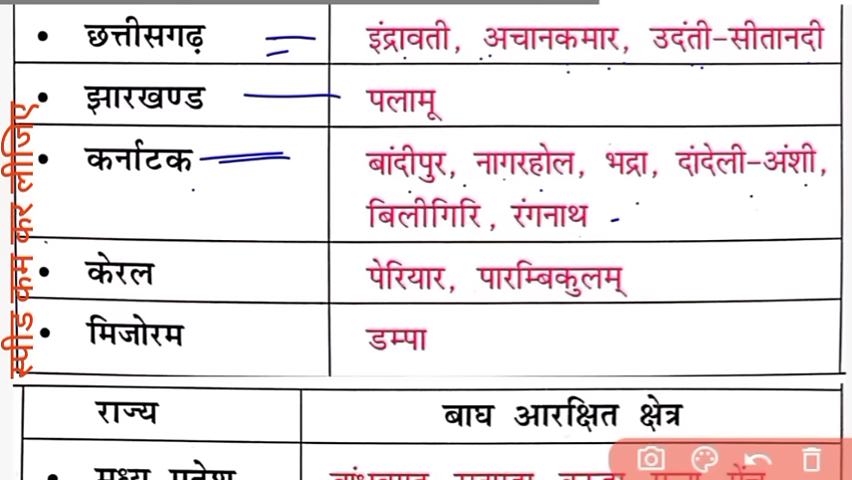 • छत्तीसगढ़ इंद्रावती, अचानकमार, उदंती-सीतानदी
• झारखण्ड पलामू
• कर्नाटक बांदीपुर, नागरहोल, भद्रा, दांदेली-अंशी,
बिलीगिरि, रंगनाथ
• केरल पेरियार, पारम्बिकुलम्
• मिजोरम डम्पा
राज्य बाघ आरक्षित क्षेत्र
स्पीड कम कर लीजिए